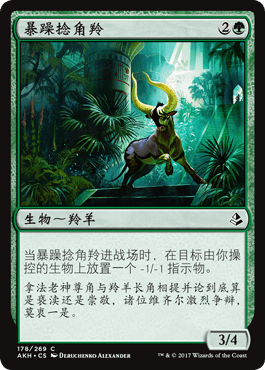 暴躁捻角羚 2
生物～羚羊
当暴躁捻角羚进战场时，在目标由你操
控的生物上放置一个 -1/-1 指示物。
拿法老神尊角与羚羊长角相提并论到底算
是亵渎还是崇敬，诸位维齐尔激烈争辩，
莫衷一是。
3/4
178/269 C
AKH • CS Deruchenko Alexander
™ & © 2017 Wizards of the Coast